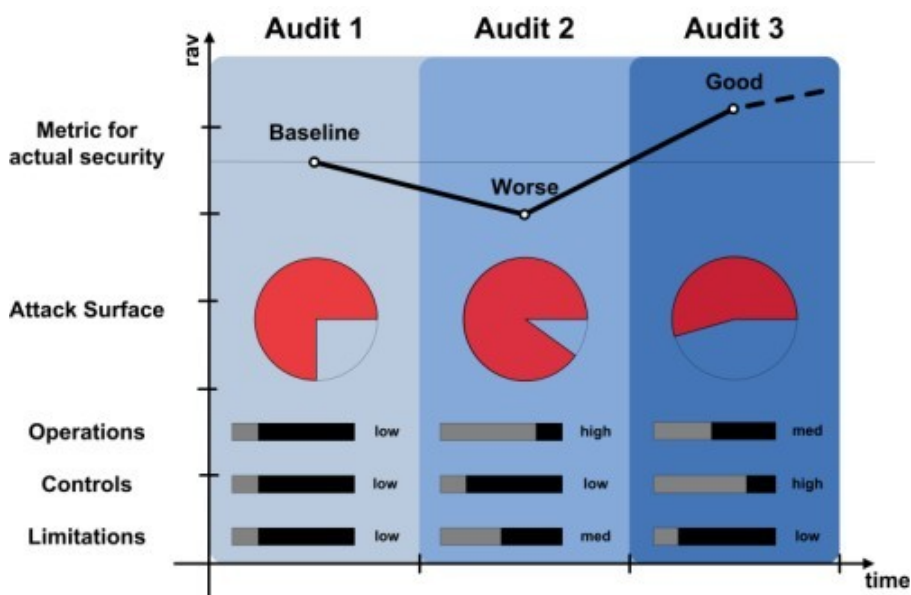 Audit 1 Audit 2 Audit 3
rav
Good
Metric for
actual security
Baseline
Worse
Attack Surface
Operations low high med
Controls low low high
Limitations low med low
time